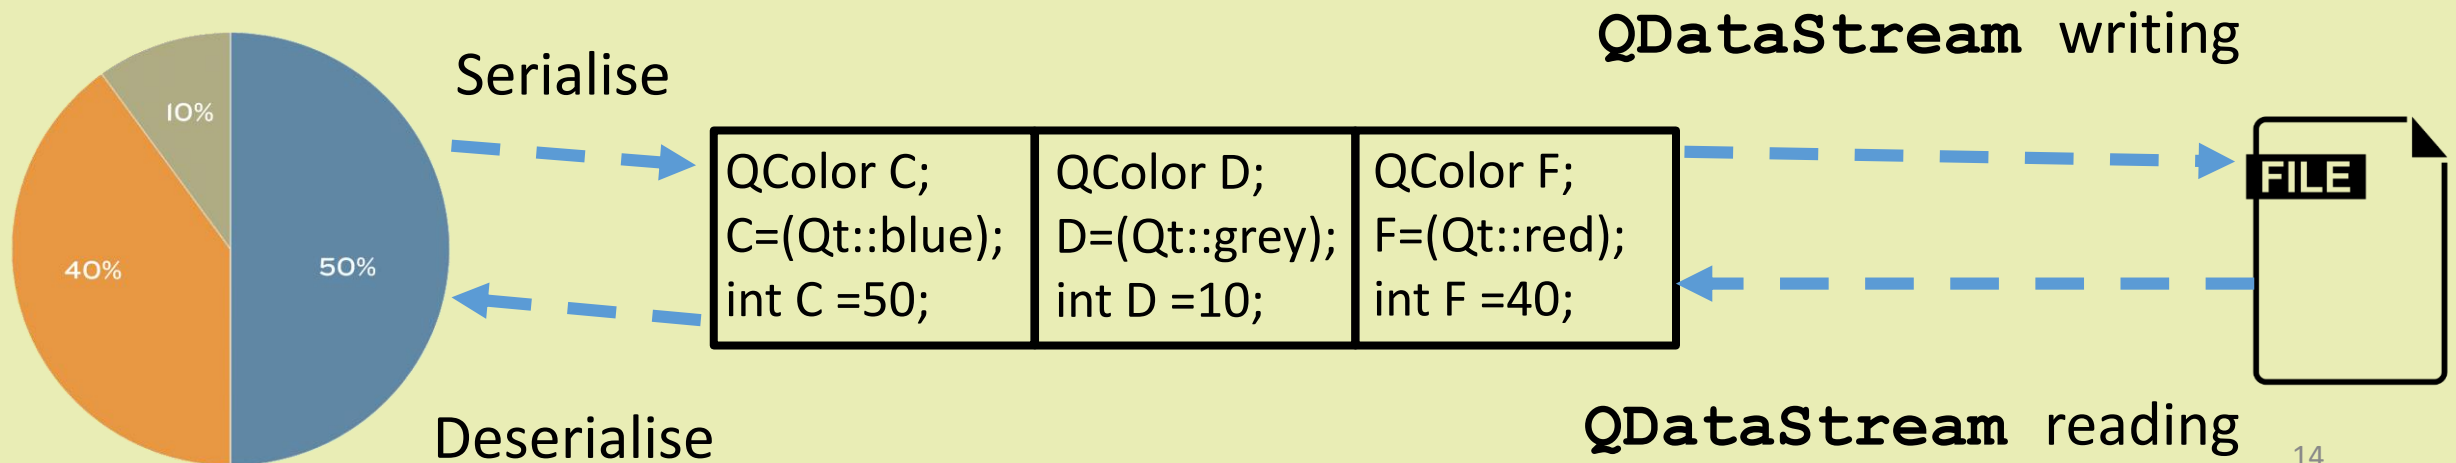 QDataStream writing
Serialise
10%
40%
50%
QColor C;
C=(Qt::blue);
int C =50;
QColor D;
D=(Qt::grey);
int D =10;
QColor F;
F=(Qt::red);
int F =40;
FILE
Deserialise
QDataStream reading
14